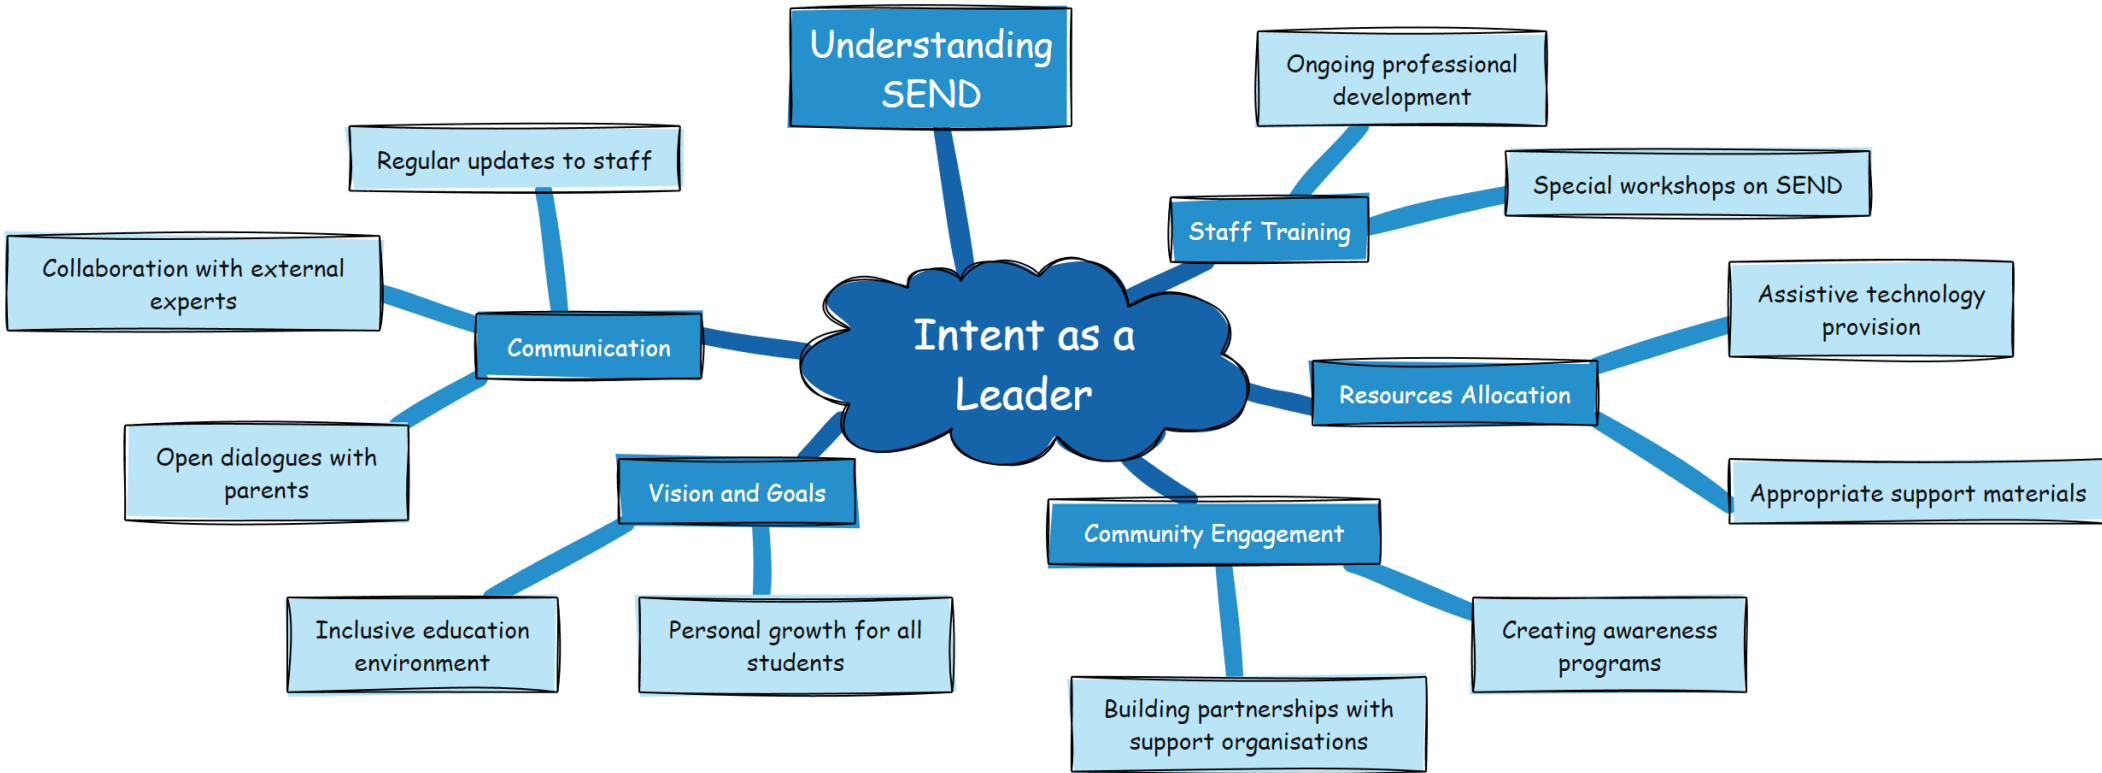 Understanding
SEND
Ongoing professional
development
Regular updates to staff
Special workshops on SEND
Staff Training
Collaboration with external
experts
Assistive technology
provision
Intent as a
Leader
Communication
Resources Allocation
Open dialogues with
parents
Vision and Goals
Appropriate support materials
Community Engagement
Inclusive education
environment
Personal growth for all
students
Creating awareness
programs
Building partnerships with
support organisations